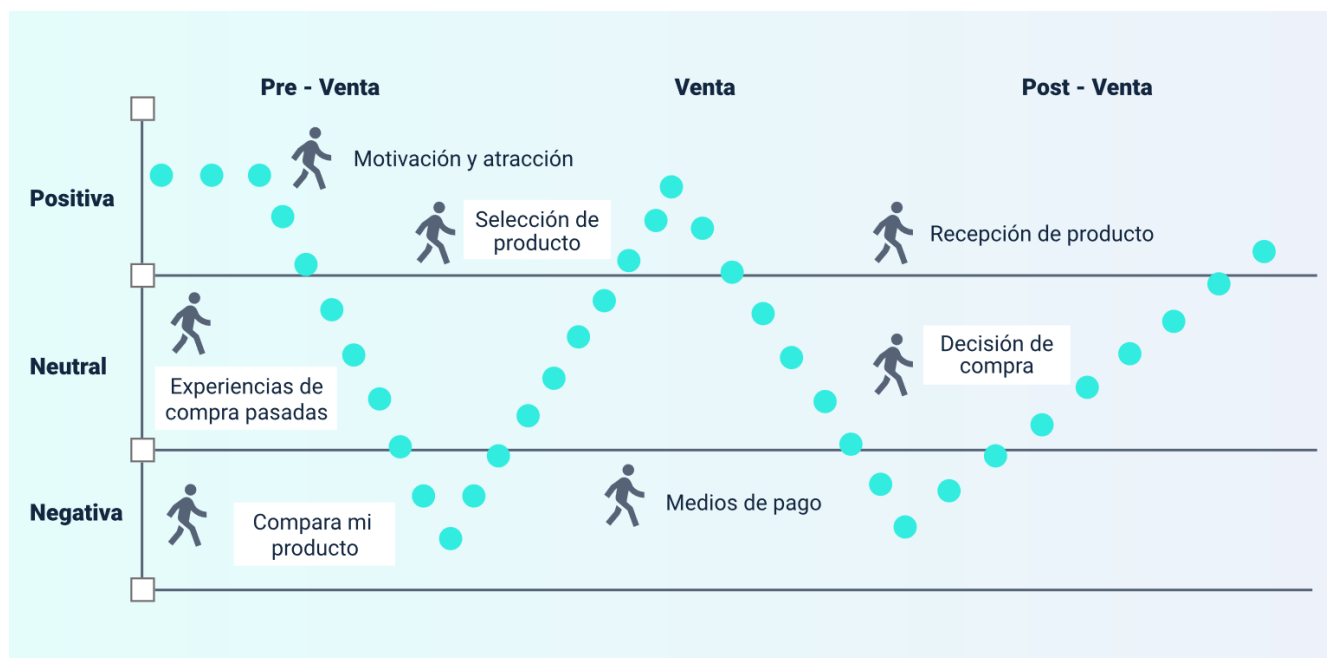 Pre - Venta
Venta
Post - Venta
Motivación y atracción
Positiva
Selección de
producto
Recepción de producto
Neutral
Experiencias de
compra pasadas
Decisión de
compra
Negativa
Compara mi
producto
Medios de pago